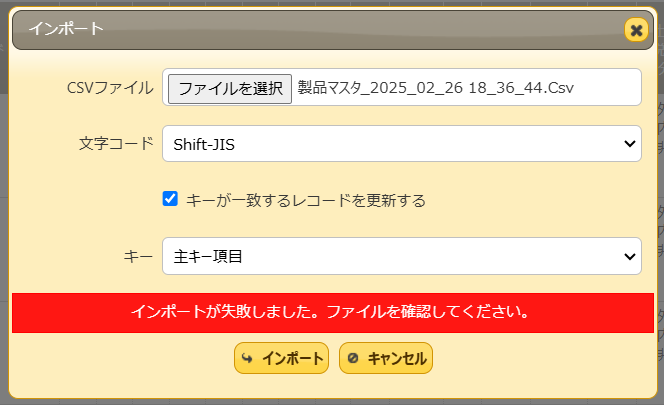 インポート
CSVファイル ファイルを選択 製品マスタ_2025_02_26 18_36_44.Csv
文字コード Shift-JIS
キーが一致するレコードを更新する
キー 主キー項目
インポートが失敗しました。ファイルを確認してください。
インポート キャンセル